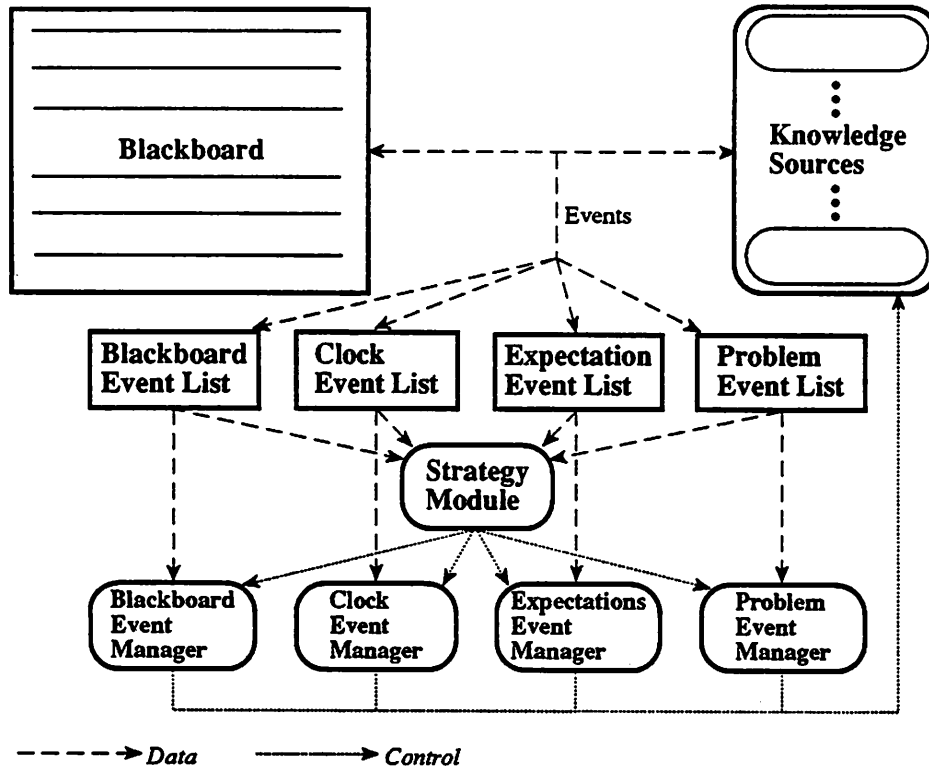 Blackboard
Knowledge
Sources
Events
Blackboard
Event List
Clock
Event List
Expectation
Event List
Problem
Event List
Strategy
Module
Blackboard
Event
Manager
Clock
Event
Manager
Expectations
Event
Manager
Problem
Event
Manager
Data
Control